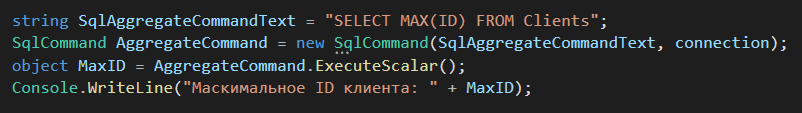 string SqlAggregateCommandText = "SELECT MAX(ID) FROM Clients";
SqlCommand AggregateCommand = new SqlCommand(SqlAggregateCommandText, connection);
object MaxID = AggregateCommand.ExecuteScalar();
Console.WriteLine("Маскимальное ID клиента: " + MaxID);